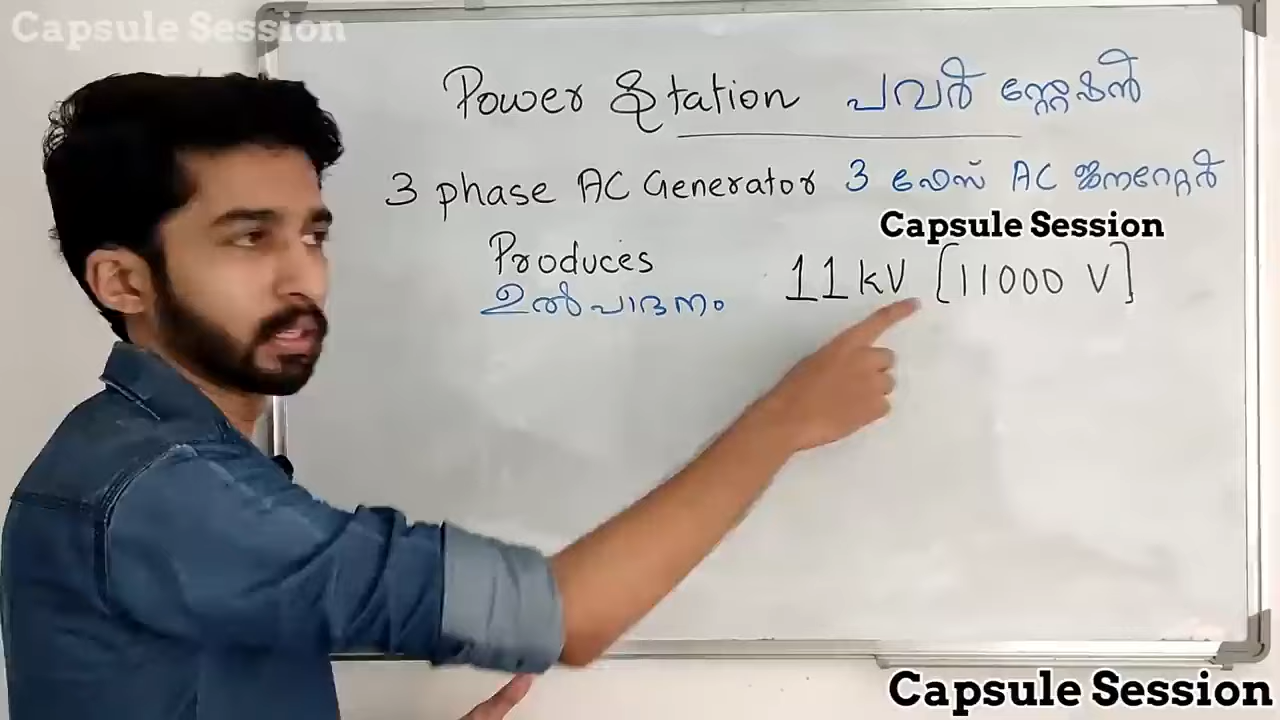 Capsule Session
Power Station പവർ സ്റ്റേഷൻ
3 phase AC Generator 3 ഫേസ് AC ജനറേറ്റർ
Capsule Session
Produces 11 kV [11000 V]
ഉൽപാദനം
Capsule Session